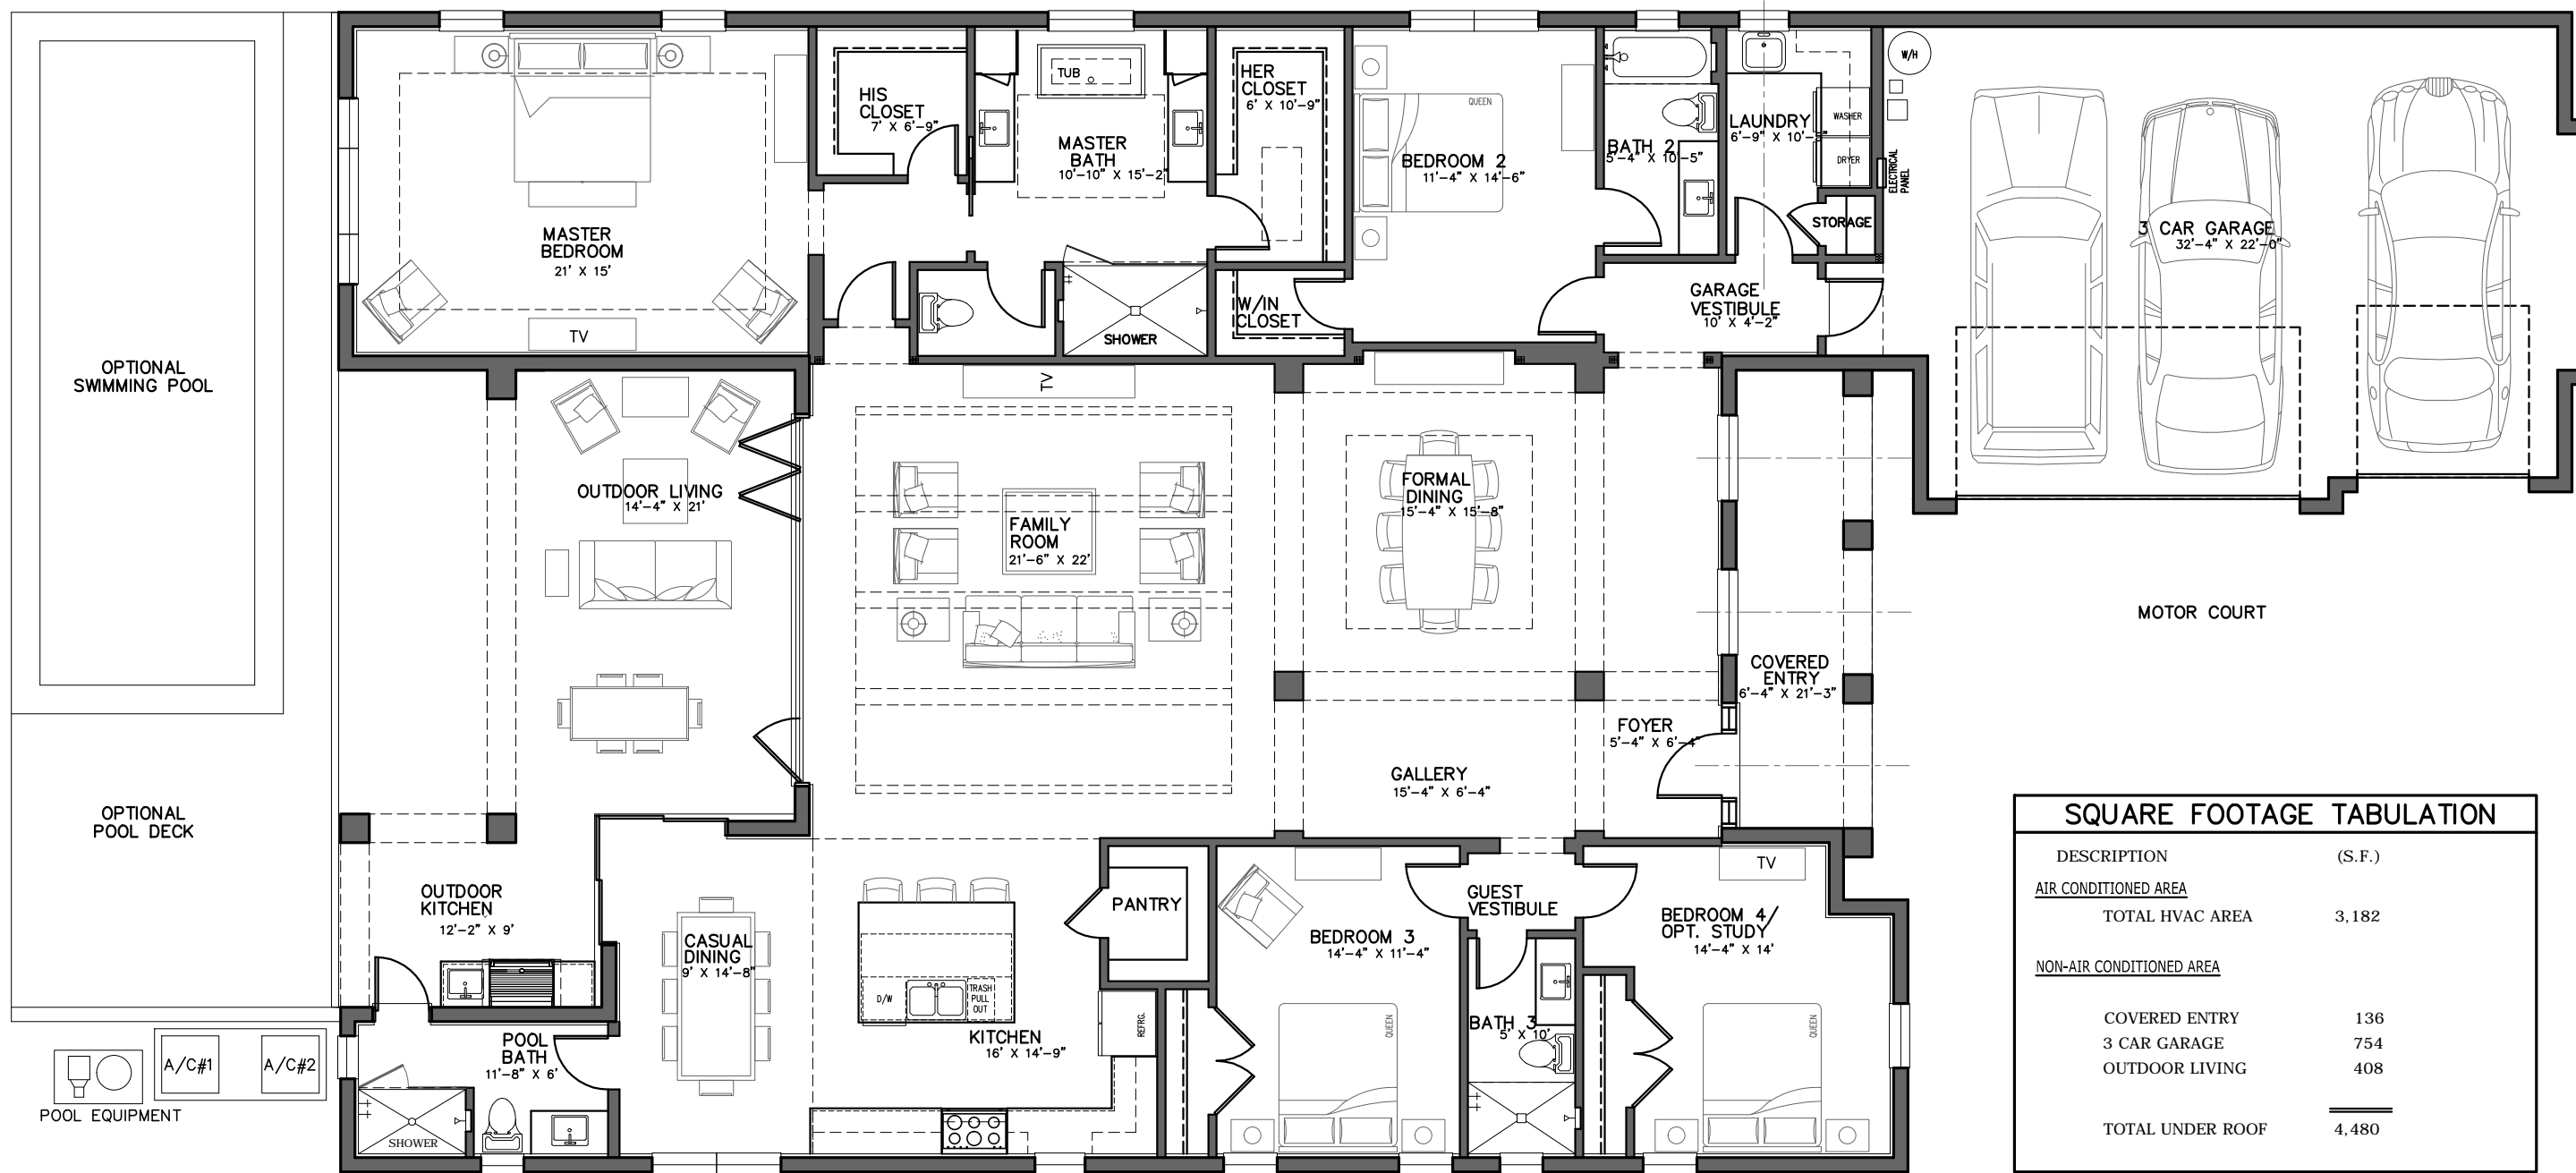 OPTIONAL
SWIMMING POOL
OPTIONAL
POOL DECK
A/C#1
A/C#2
POOL EQUIPMENT
MASTER
BEDROOM
21' X 15'
TV
HIS
CLOSET
7' X 6'-9"
TUB
MASTER
BATH
10'-10" X 15'-2"
SHOWER
HER
CLOSET
6' X 10'-9"
W/IN
CLOSET
QUEEN
BEDROOM 2
11'-4" X 14'-6"
BATH 2
5'-4" X 10'-5"
LAUNDRY
6'-9" X 10'-5"
WASHER
DRYER
STORAGE
ELECTRICAL
PANEL
W/H
GARAGE
VESTIBULE
10' X 4'-2"
3 CAR GARAGE
32'-4" X 22'-0"
MOTOR COURT
OUTDOOR LIVING
14'-4" X 21'
TV
FAMILY
ROOM
21'-6" X 22'
FORMAL
DINING
15'-4" X 15'-8"
COVERED
ENTRY
6'-4" X 21'-3"
FOYER
5'-4" X 6'-4"
GALLERY
15'-4" X 6'-4"
OUTDOOR
KITCHEN
12'-2" X 9'
CASUAL
DINING
9' X 14'-8"
D/W
TRASH
PULL
OUT
KITCHEN
16' X 14'-9"
REFRG.
PANTRY
POOL
BATH
11'-8" X 6'
SHOWER
BEDROOM 3
14'-4" X 11'-4"
QUEEN
GUEST
VESTIBULE
BATH 3
5' X 10'
TV
BEDROOM 4/
OPT. STUDY
14'-4" X 14'
QUEEN
SQUARE FOOTAGE TABULATION
DESCRIPTION (S.F.)
AIR CONDITIONED AREA
TOTAL HVAC AREA 3,182
NON-AIR CONDITIONED AREA
COVERED ENTRY 136
3 CAR GARAGE 754
OUTDOOR LIVING 408
TOTAL UNDER ROOF 4,480